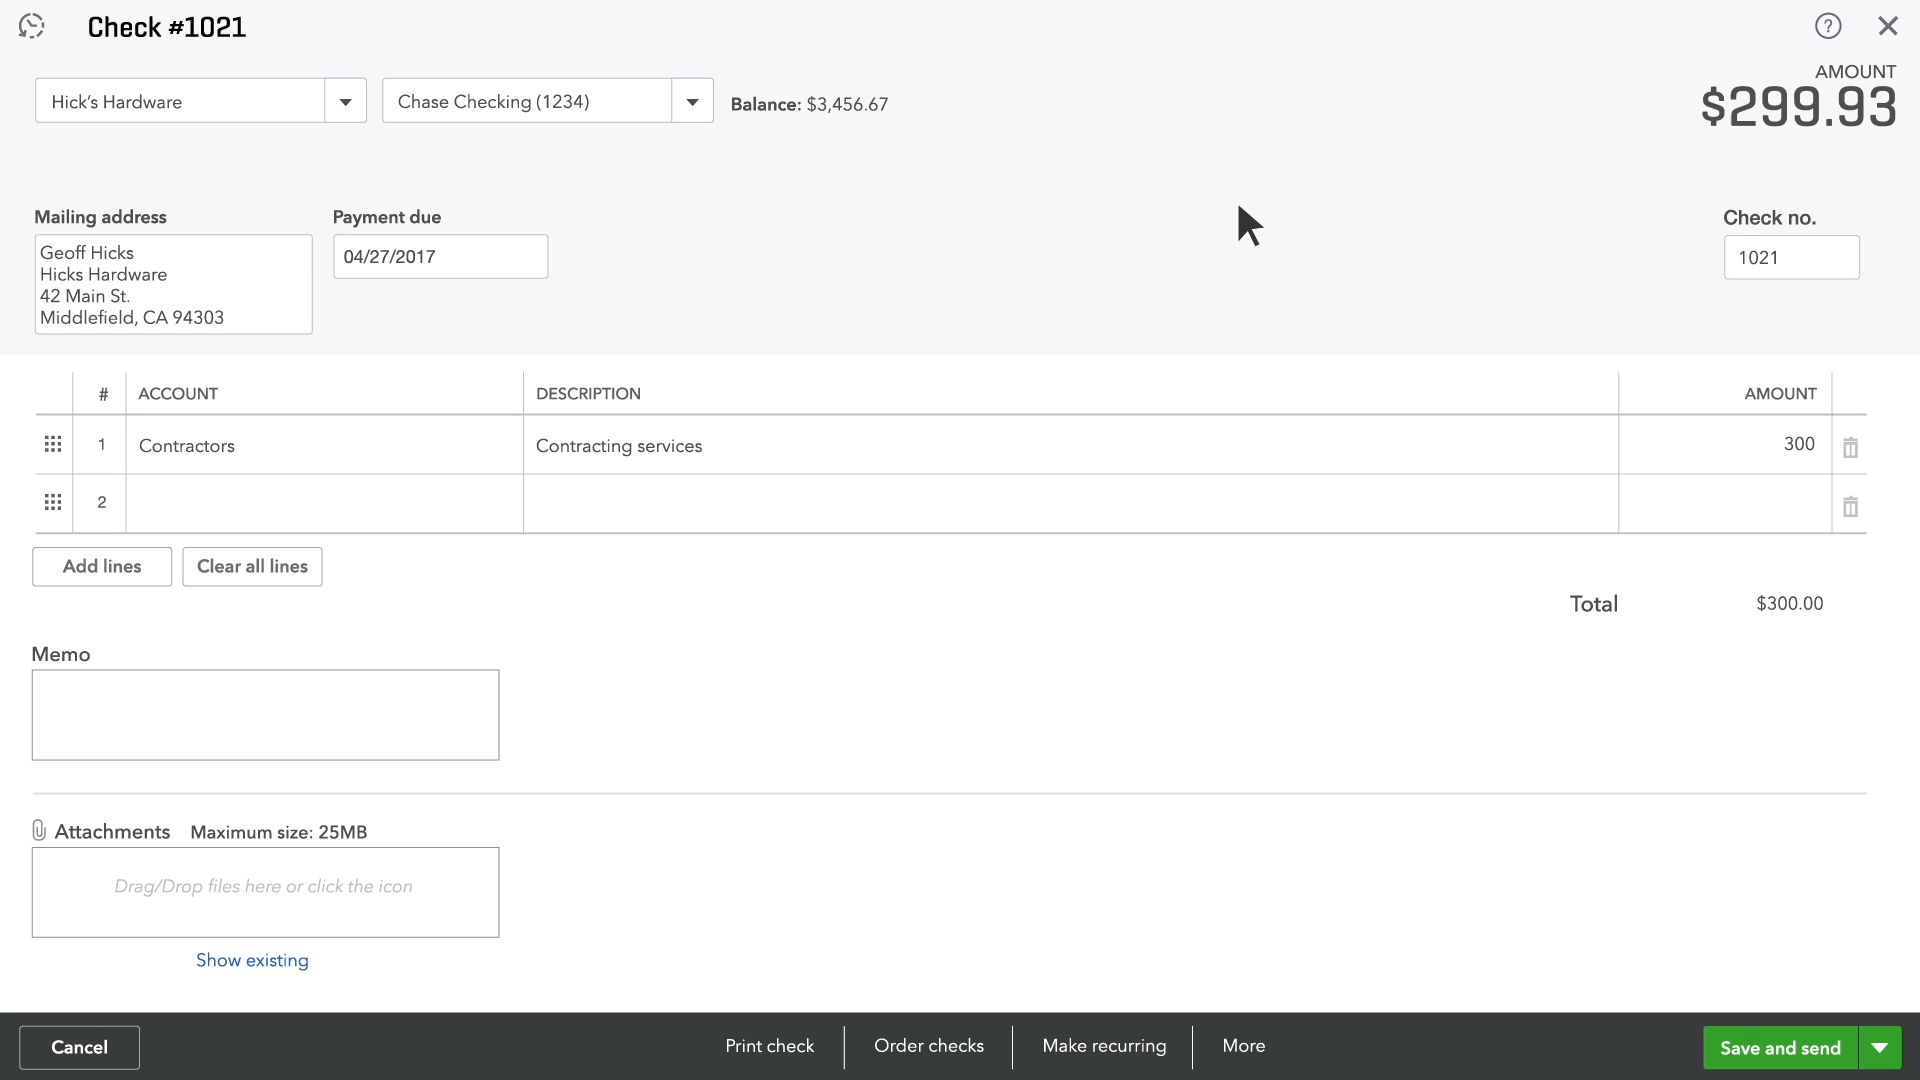 Check #1021
?
Hick's Hardware
Chase Checking (1234)
Balance: $3,456.67
AMOUNT
$299.93
Mailing address
Geoff Hicks
Hicks Hardware
42 Main St.
Middlefield, CA 94303
Payment due
04/27/2017
Check no.
1021
# ACCOUNT DESCRIPTION AMOUNT
1 Contractors Contracting services 300
2
Add lines Clear all lines
Total $300.00
Memo
Attachments Maximum size: 25MB
Drag/Drop files here or click the icon
Show existing
Cancel Print check Order checks Make recurring More Save and send